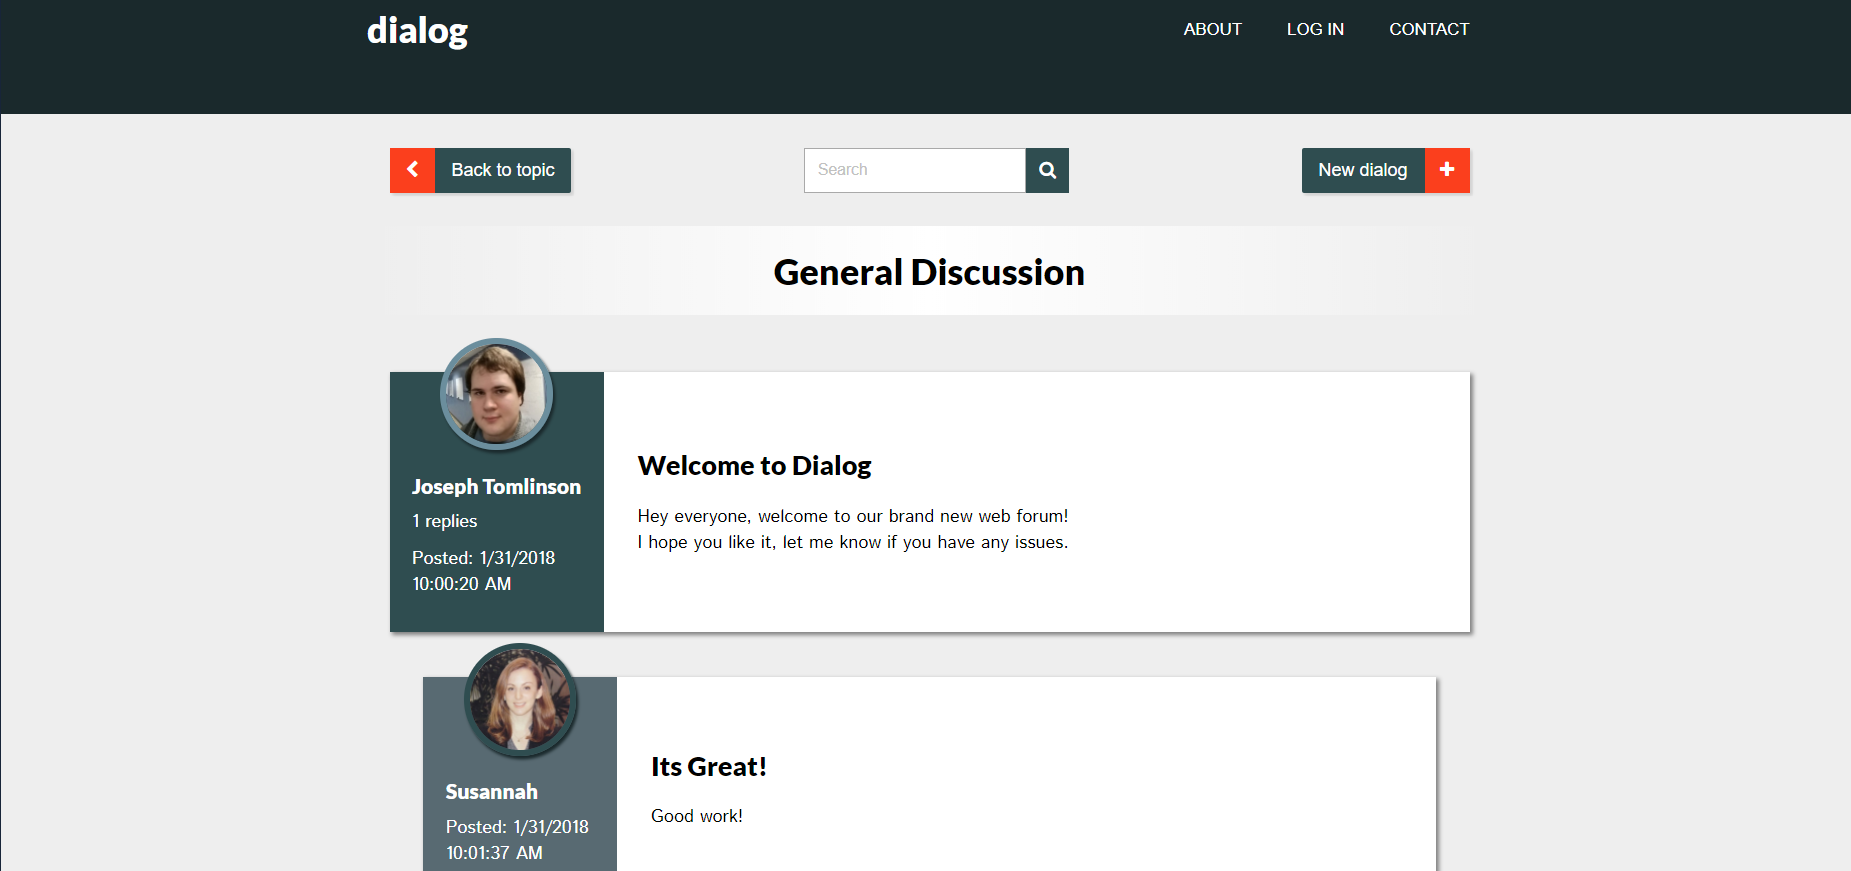 dialog
ABOUT LOG IN CONTACT
Back to topic
Search
New dialog
General Discussion
Joseph Tomlinson
1 replies
Posted: 1/31/2018
10:00:20 AM
Welcome to Dialog
Hey everyone, welcome to our brand new web forum!
I hope you like it, let me know if you have any issues.
Susannah
Posted: 1/31/2018
10:01:37 AM
Its Great!
Good work!